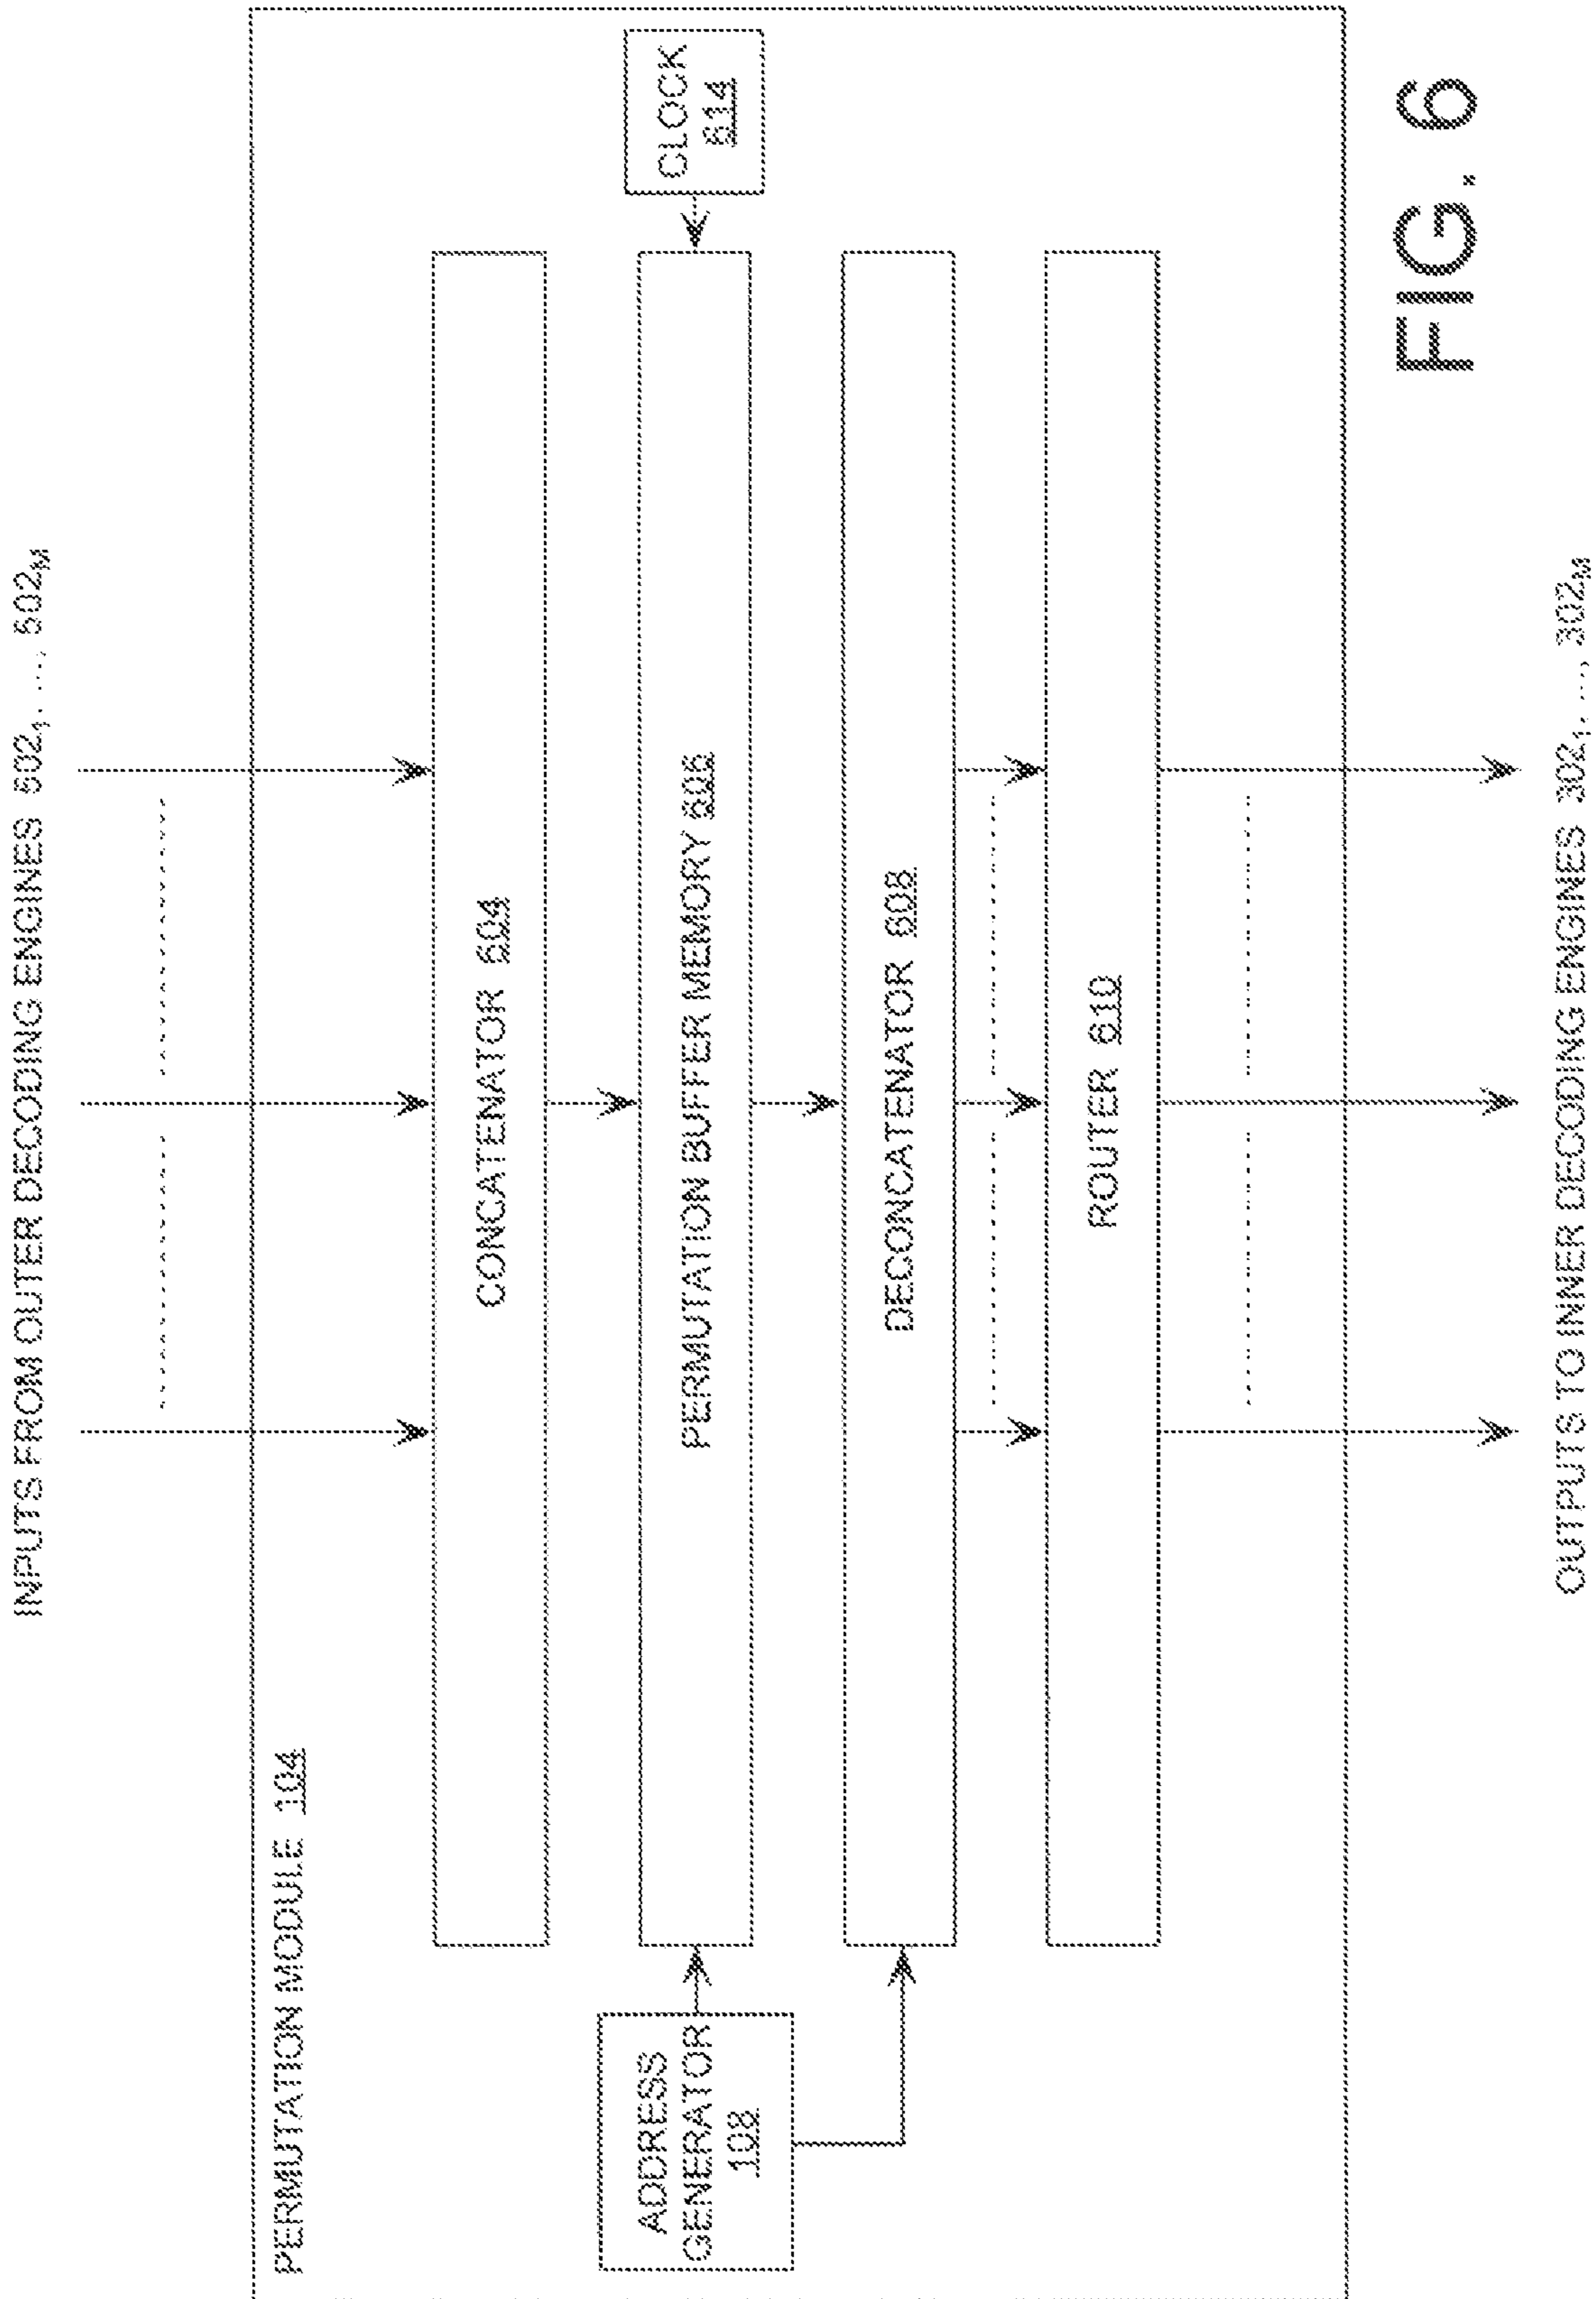 INPUTS FROM OUTER DECODING ENGINES 502₁, ..., 502M
PERMUTATION MODULE 104
CONCATENATOR 604
ADDRESS
GENERATOR
108
PERMUTATION BUFFER MEMORY 606
CLOCK
614
DECONCATENATOR 608
ROUTER 610
OUTPUTS TO INNER DECODING ENGINES 302₁, ..., 302M
FIG. 6